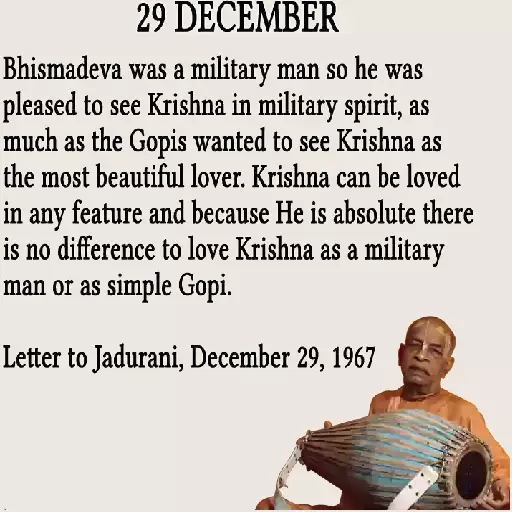 29 DECEMBER
Bhismadeva was a military man so he was
pleased to see Krishna in military spirit, as
much as the Gopis wanted to see Krishna as
the most beautiful lover. Krishna can be loved
in any feature and because He is absolute there
is no difference to love Krishna as a military
man or as simple Gopi.
Letter to Jadurani, December 29, 1967